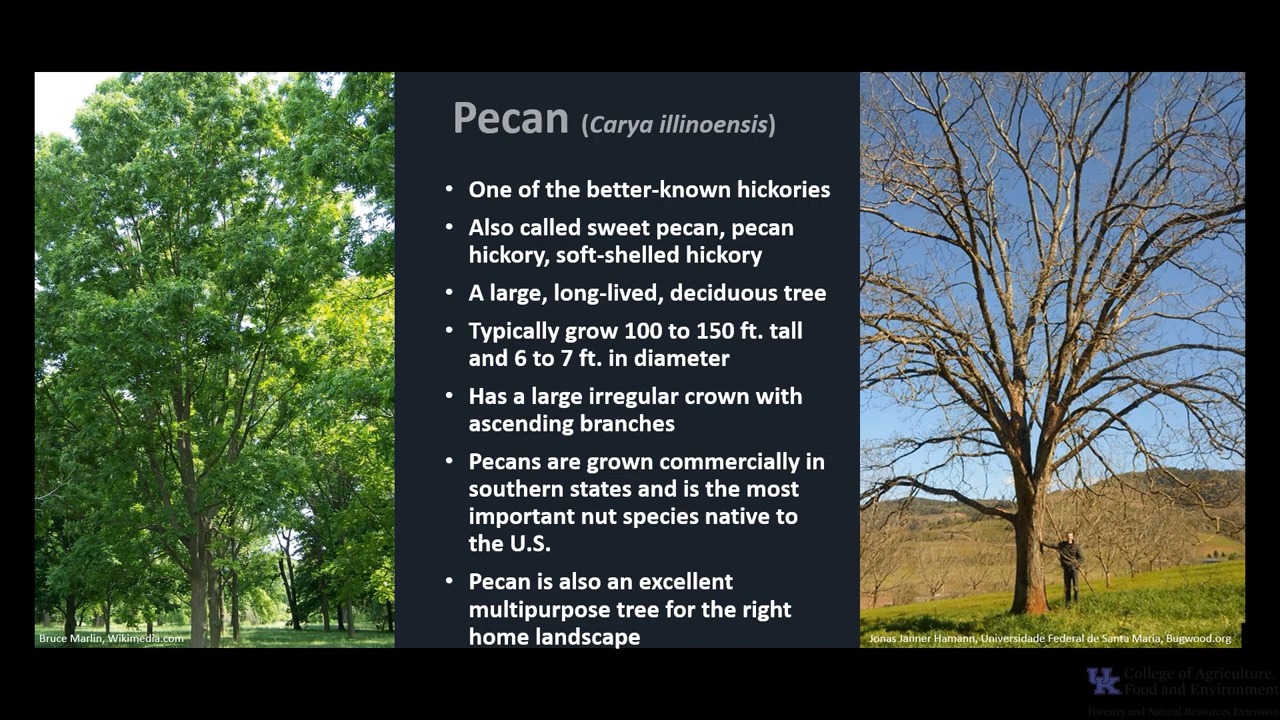 Pecan (Carya illinoensis)
• One of the better-known hickories
• Also called sweet pecan, pecan
hickory, soft-shelled hickory
• A large, long-lived, deciduous tree
• Typically grow 100 to 150 ft. tall
and 6 to 7 ft. in diameter
• Has a large irregular crown with
ascending branches
• Pecans are grown commercially in
southern states and is the most
important nut species native to
the U.S.
• Pecan is also an excellent
multipurpose tree for the right
home landscape
Bruce Marlin, Wikimedia.com
Jonas Janner Hamann, Universidade Federal de Santa Maria, Bugwood.org
UK College of Agriculture,
Food and Environment
Forestry and Natural Resources Extension